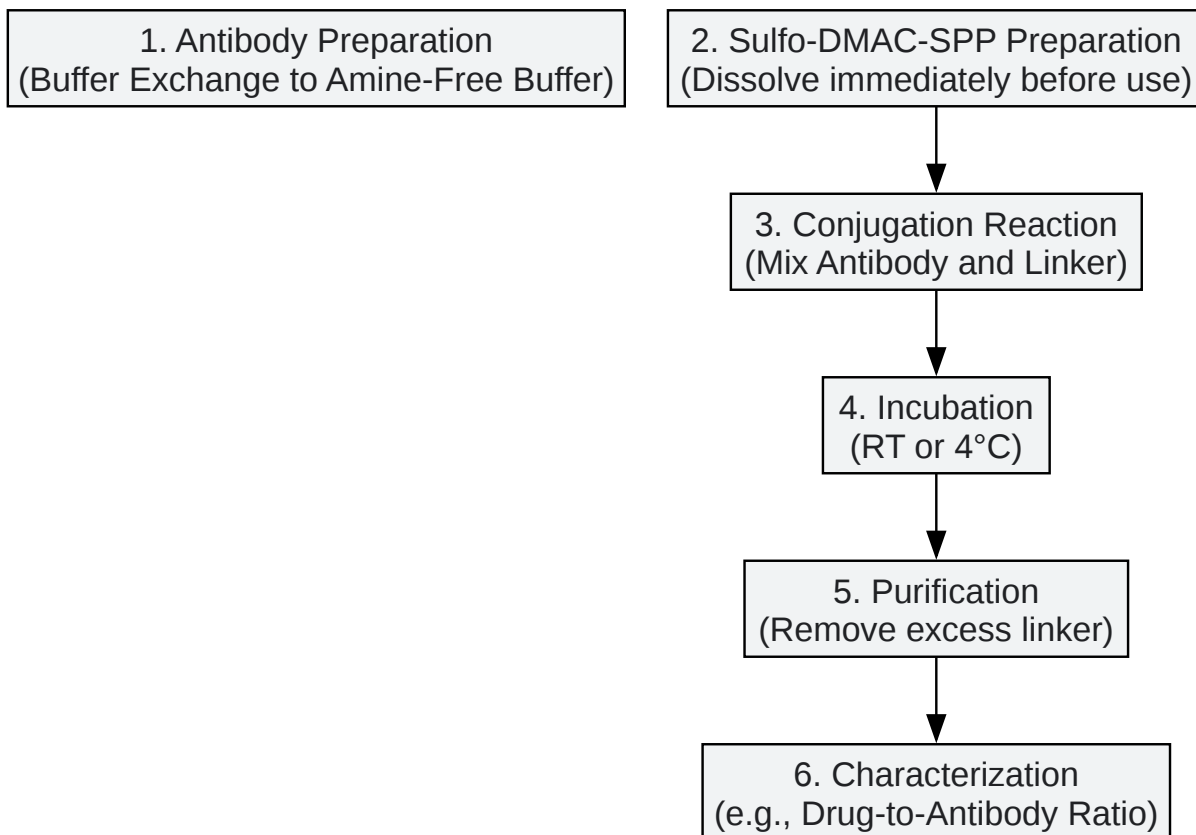 1. Antibody Preparation
(Buffer Exchange to Amine-Free Buffer)
2. Sulfo-DMAC-SPP Preparation
(Dissolve immediately before use)
3. Conjugation Reaction
(Mix Antibody and Linker)
4. Incubation
(RT or 4°C)
5. Purification
(Remove excess linker)
6. Characterization
(e.g., Drug-to-Antibody Ratio)